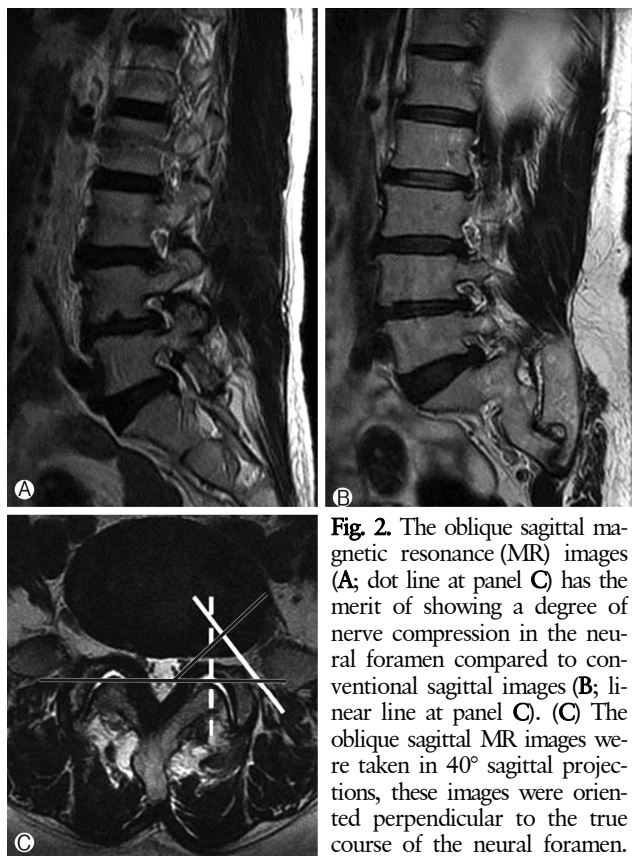 A
B
C
Fig. 2. The oblique sagittal ma-
gnetic resonance (MR) images
(A; dot line at panel C) has the
merit of showing a degree of
nerve compression in the neu-
ral foramen compared to con-
ventional sagittal images (B; li-
near line at panel C). (C) The
oblique sagittal MR images we-
re taken in 40° sagittal projec-
tions, these images were orien-
ted perpendicular to the true
course of the neural foramen.